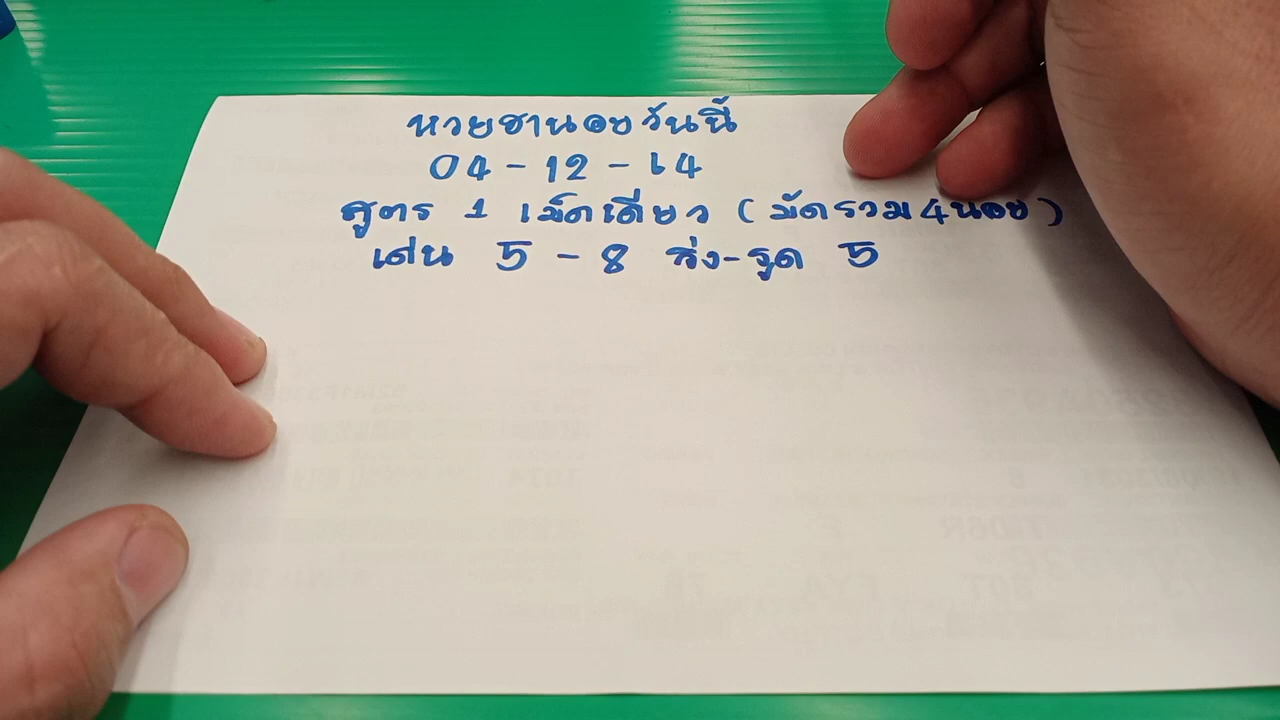 หวยฮานอยวันนี้
04 - 12 - 64
สูตร 1 เม็ดเดียว (มัดรวม4นอย)
เด่น 5 - 8 วิ่ง-รูด 5